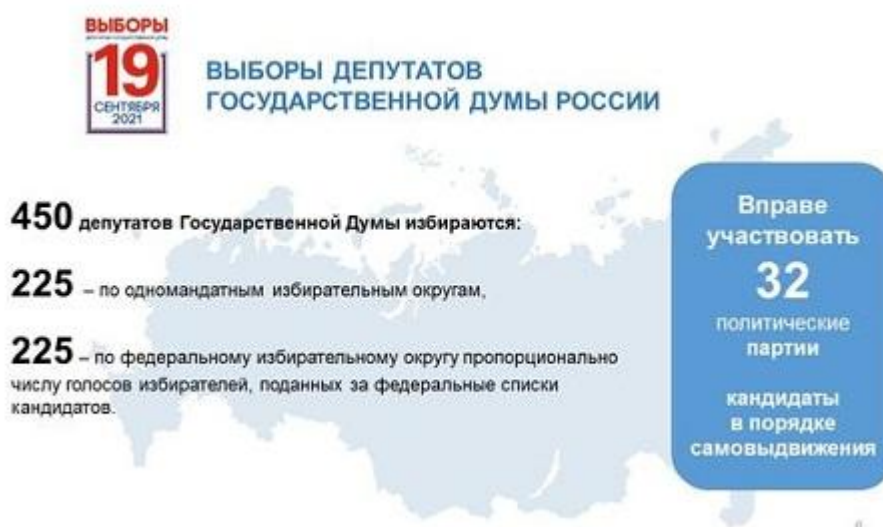 ВЫБОРЫ
19
СЕНТЯБРЯ
2021
ВЫБОРЫ ДЕПУТАТОВ
ГОСУДАРСТВЕННОЙ ДУМЫ РОССИИ
450 депутатов Государственной Думы избираются:
225 – по одномандатным избирательным округам,
225 – по федеральному избирательному округу пропорционально
числу голосов избирателей, поданных за федеральные списки
кандидатов.
Вправе
участвовать
32
политические
партии
кандидаты
в порядке
самовыдвижения